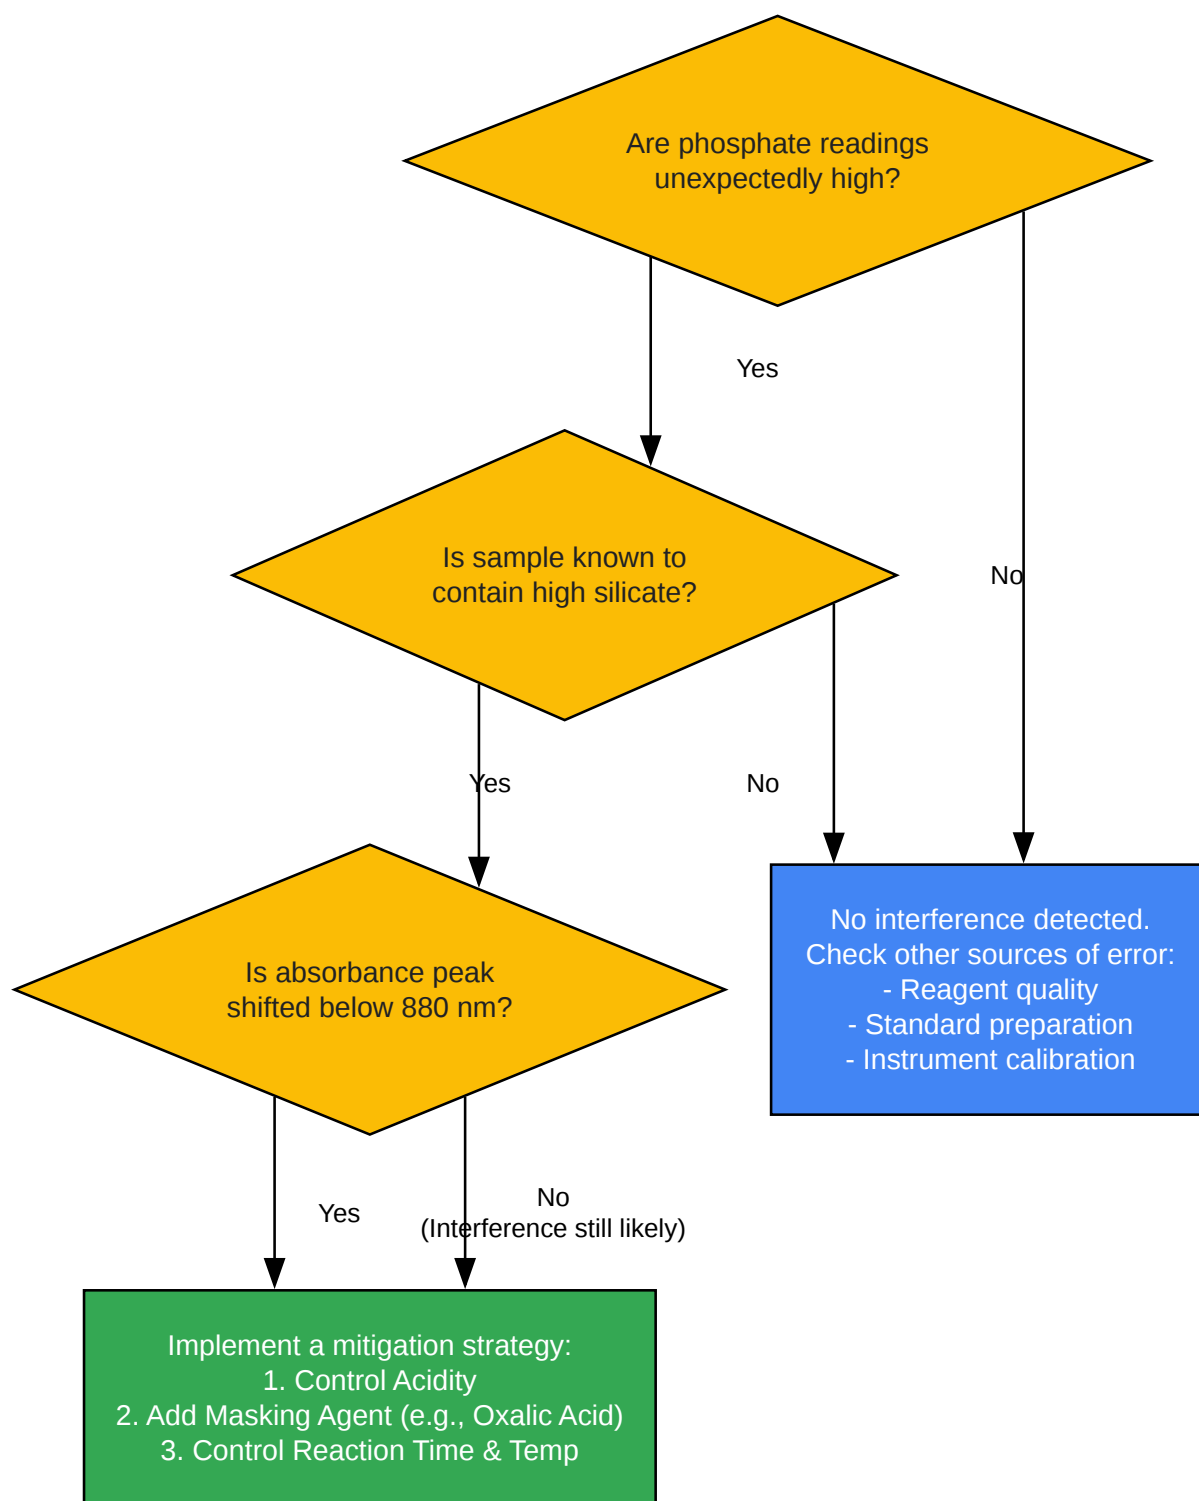 Are phosphate readings
unexpectedly high?
Yes
Is sample known to
contain high silicate?
No
Yes
No
Is absorbance peak
shifted below 880 nm?
No interference detected.
Check other sources of error:
- Reagent quality
- Standard preparation
- Instrument calibration
Yes
No
(Interference still likely)
Implement a mitigation strategy:
1. Control Acidity
2. Add Masking Agent (e.g., Oxalic Acid)
3. Control Reaction Time & Temp